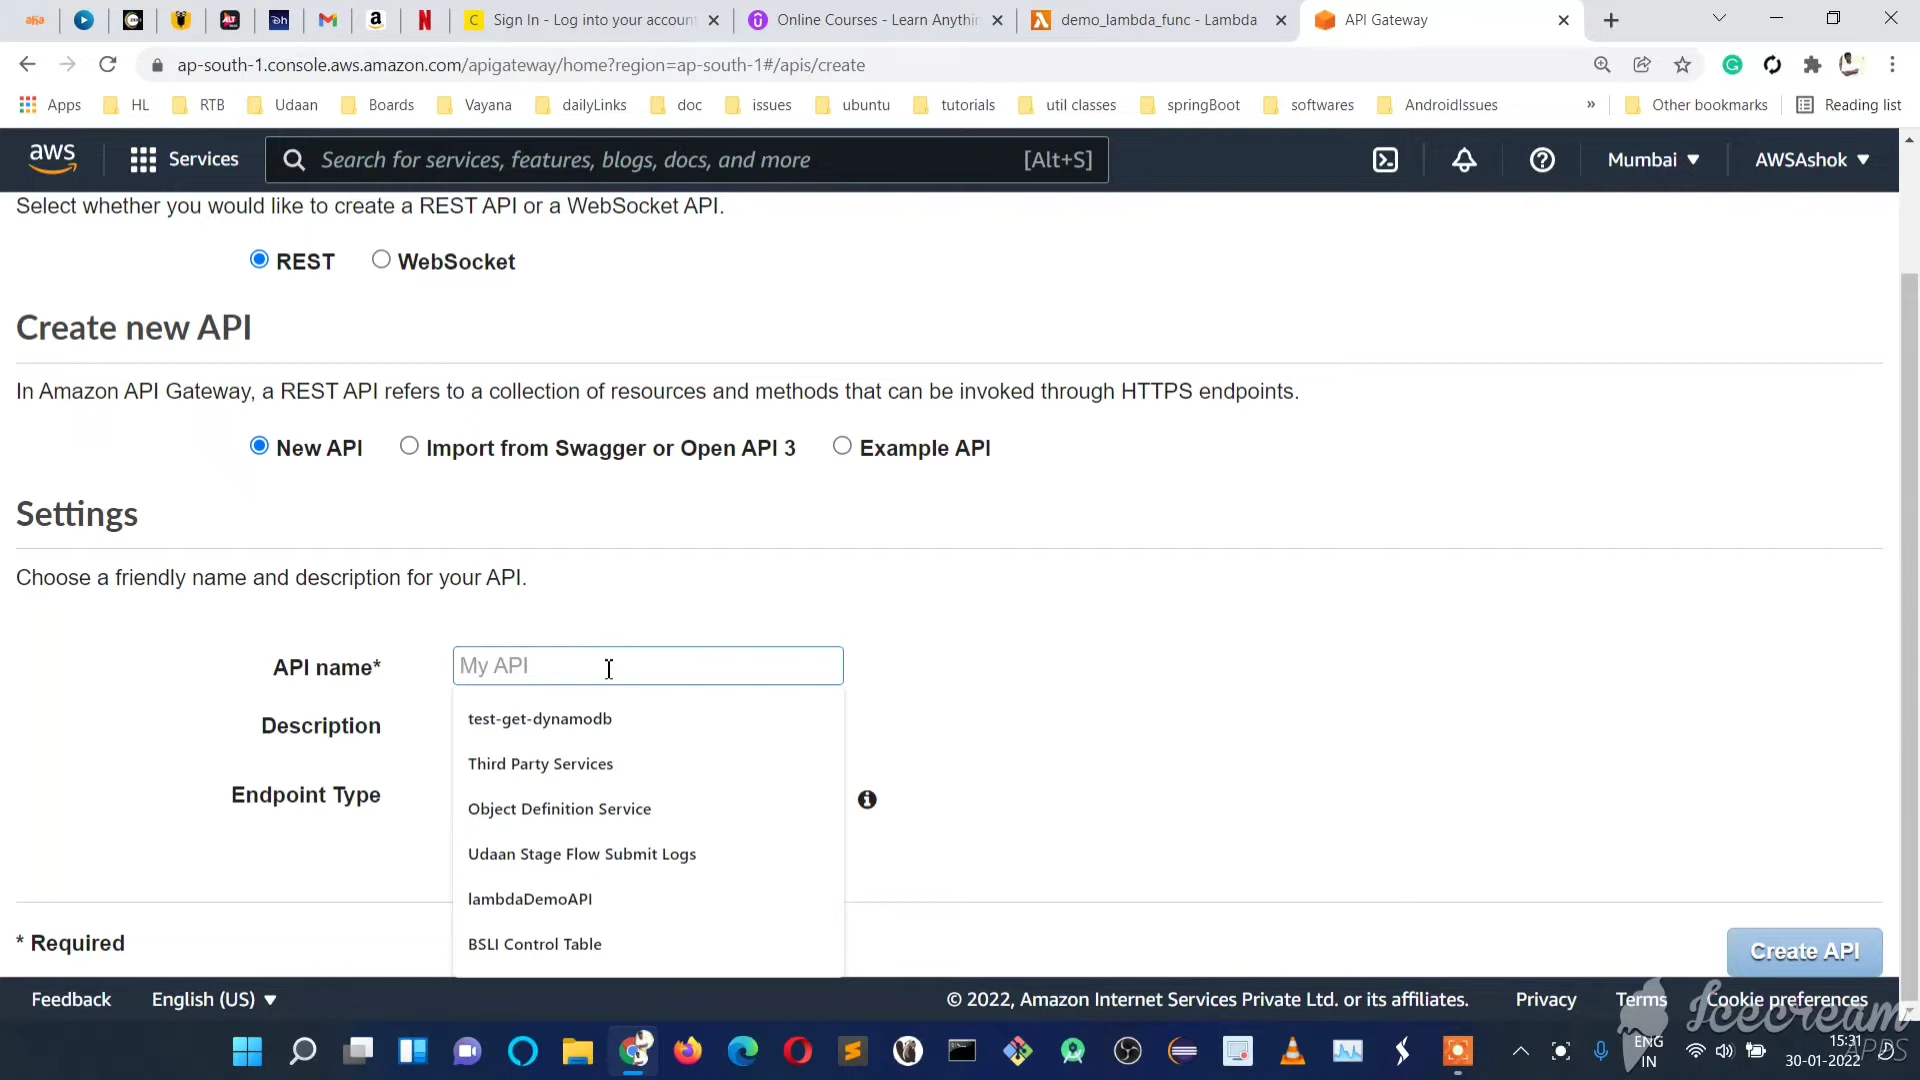 Sign In - Log into your accoun
Online Courses - Learn Anythin
demo_lambda_func - Lambda
API Gateway
ap-south-1.console.aws.amazon.com/apigateway/home?region=ap-south-1#/apis/create
Apps
HL
RTB
Udaan
Boards
Vayana
dailyLinks
doc
issues
ubuntu
tutorials
util classes
springBoot
softwares
AndroidIssues
»
Other bookmarks
Reading list
aws
Services
Search for services, features, blogs, docs, and more
[Alt+S]
Mumbai
AWSAshok
Select whether you would like to create a REST API or a WebSocket API.
REST
WebSocket
Create new API
In Amazon API Gateway, a REST API refers to a collection of resources and methods that can be invoked through HTTPS endpoints.
New API
Import from Swagger or Open API 3
Example API
Settings
Choose a friendly name and description for your API.
API name*
My API
test-get-dynamodb
Description
Third Party Services
Endpoint Type
Object Definition Service
Udaan Stage Flow Submit Logs
lambdaDemoAPI
BSLI Control Table
* Required
Create API
Feedback
English (US)
© 2022, Amazon Internet Services Private Ltd. or its affiliates.
Privacy
Terms
Cookie preferences
Icecream
APPS
ENG
IN
15:31
30-01-2022